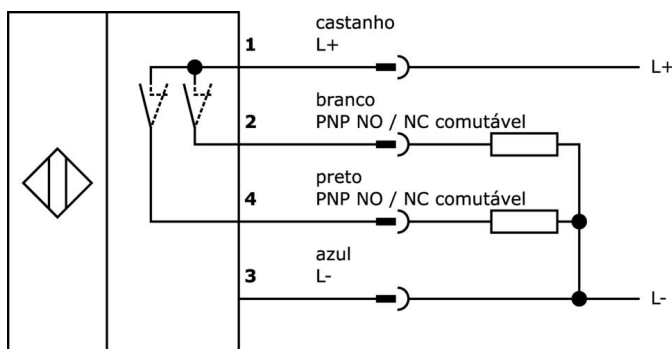 castanho
1 L+ L+
branco
2 PNP NO / NC comutável
preto
4 PNP NO / NC comutável
azul
3 L- L-